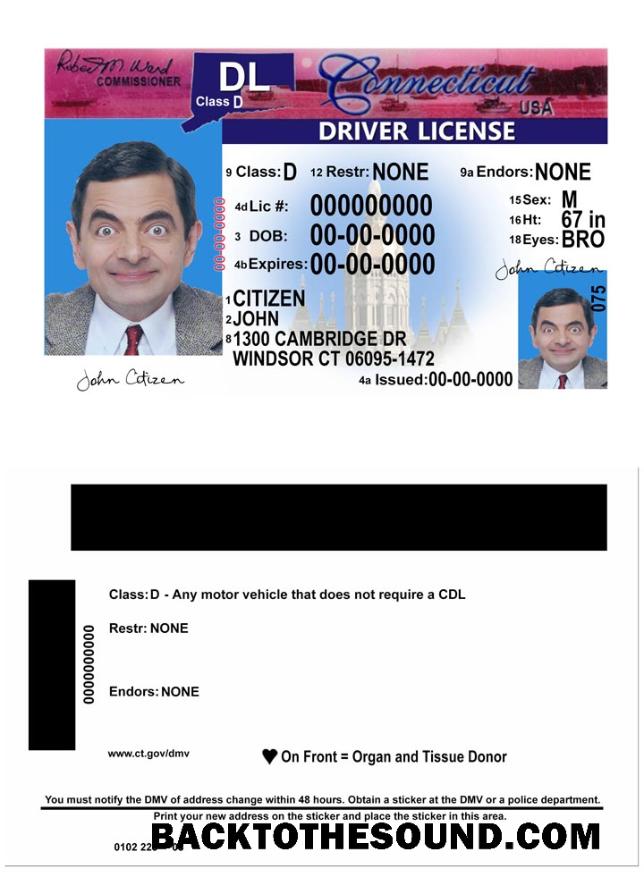 Robert M. Ward
COMMISSIONER
DL
Class D
Connecticut
USA
DRIVER LICENSE
9 Class: D 12 Restr: NONE 9a Endors: NONE
4d Lic #: 000000000
15 Sex: M
3 DOB: 00-00-0000
16 Ht: 67 in
4b Expires: 00-00-0000
18 Eyes: BRO
00-00-0000
John Citizen
1 CITIZEN
2 JOHN
8 1300 CAMBRIDGE DR
WINDSOR CT 06095-1472
075
4a Issued: 00-00-0000
John Citizen
Class: D - Any motor vehicle that does not require a CDL
Restr: NONE
0000000000
Endors: NONE
www.ct.gov/dmv
♥ On Front = Organ and Tissue Donor
You must notify the DMV of address change within 48 hours. Obtain a sticker at the DMV or a police department.
Print your new address on the sticker and place the sticker in this area.
0102
BACKTOTHESOUND.COM